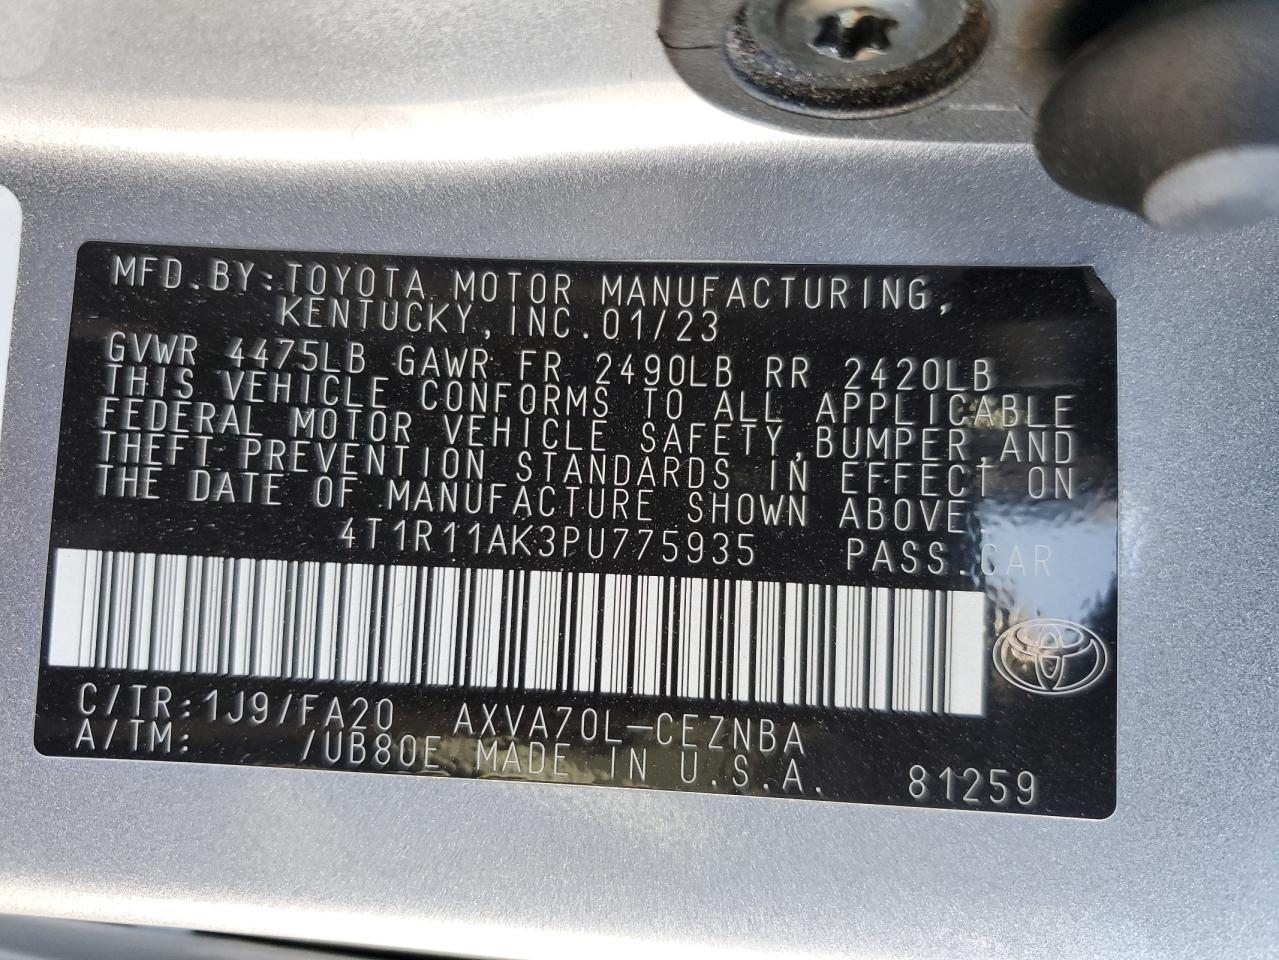 MFD.BY:TOYOTA MOTOR MANUFACTURING,
KENTUCKY,INC.01/23
GVWR 4475LB GAWR FR 2490LB RR 2420LB
THIS VEHICLE CONFORMS TO ALL APPLICABLE
FEDERAL MOTOR VEHICLE SAFETY,BUMPER,AND
THEFT PREVENTION STANDARDS IN EFFECT ON
THE DATE OF MANUFACTURE SHOWN ABOVE.
4T1R11AK3PU775935 PASS.CAR
C/TR:1J9/FA20 AXVA70L-CEZNBA
A/TM: /UB80E MADE IN U.S.A. 81259